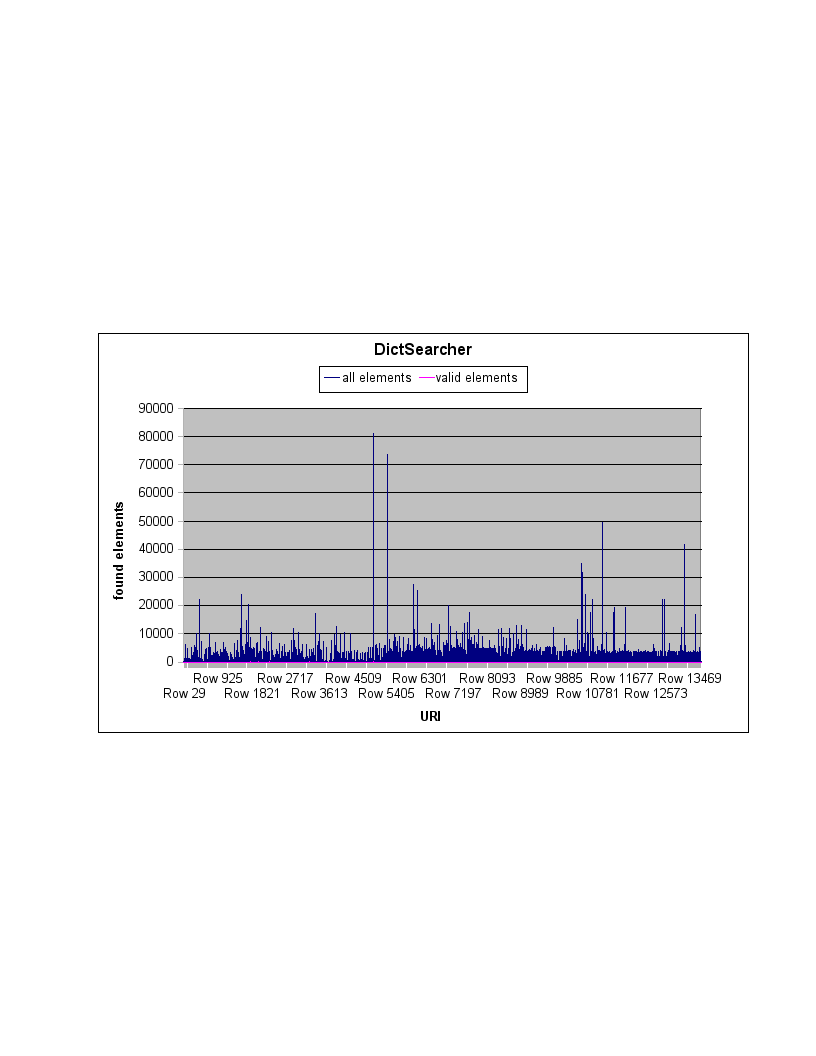 DictSearcher
all elements valid elements
90000
80000
70000
60000
50000
40000
30000
20000
10000
0
found elements
Row 925 Row 2717 Row 4509 Row 6301 Row 8093 Row 9885 Row 11677 Row 13469
Row 29 Row 1821 Row 3613 Row 5405 Row 7197 Row 8989 Row 10781 Row 12573
URI